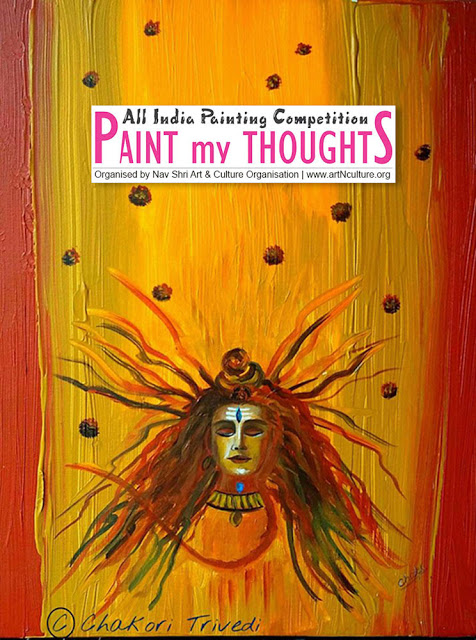 All India Painting Competition
PAINT my THOUGHTS
Organised by Nav Shri Art & Culture Organisation | www.artNculture.org
© Chakori Trivedi